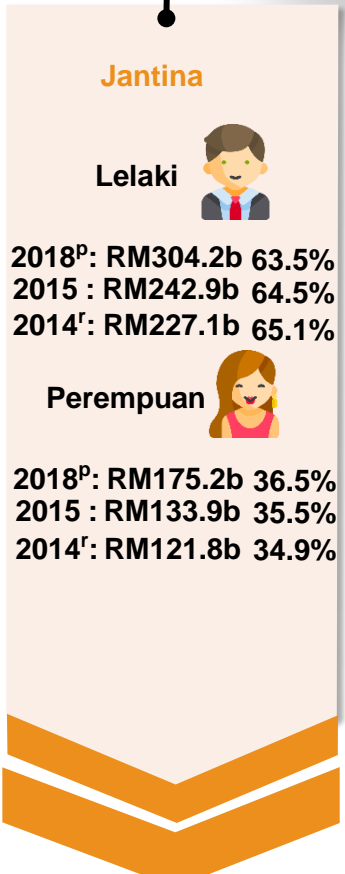 Jantina
Lelaki
2018ᵖ: RM304.2b 63.5%
2015 : RM242.9b 64.5%
2014ʳ: RM227.1b 65.1%
Perempuan
2018ᵖ: RM175.2b 36.5%
2015 : RM133.9b 35.5%
2014ʳ: RM121.8b 34.9%